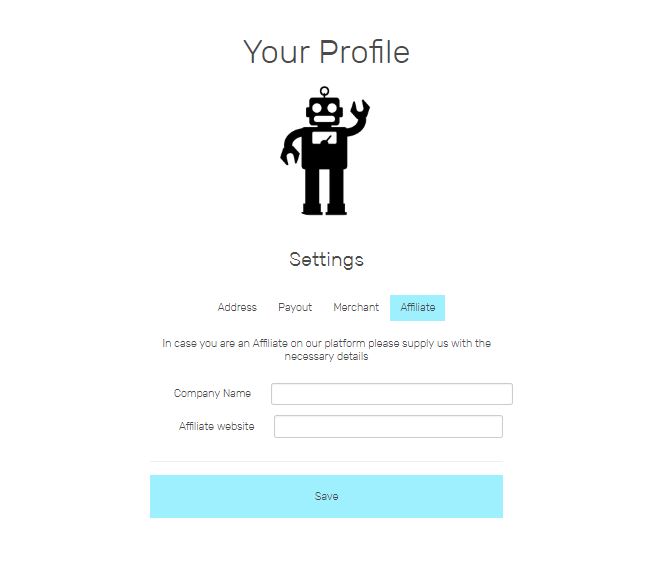 Your Profile
Settings
Address Payout Merchant Affiliate
In case you are an Affiliate on our platform please supply us with the
necessary details
Company Name
Affiliate website
Save